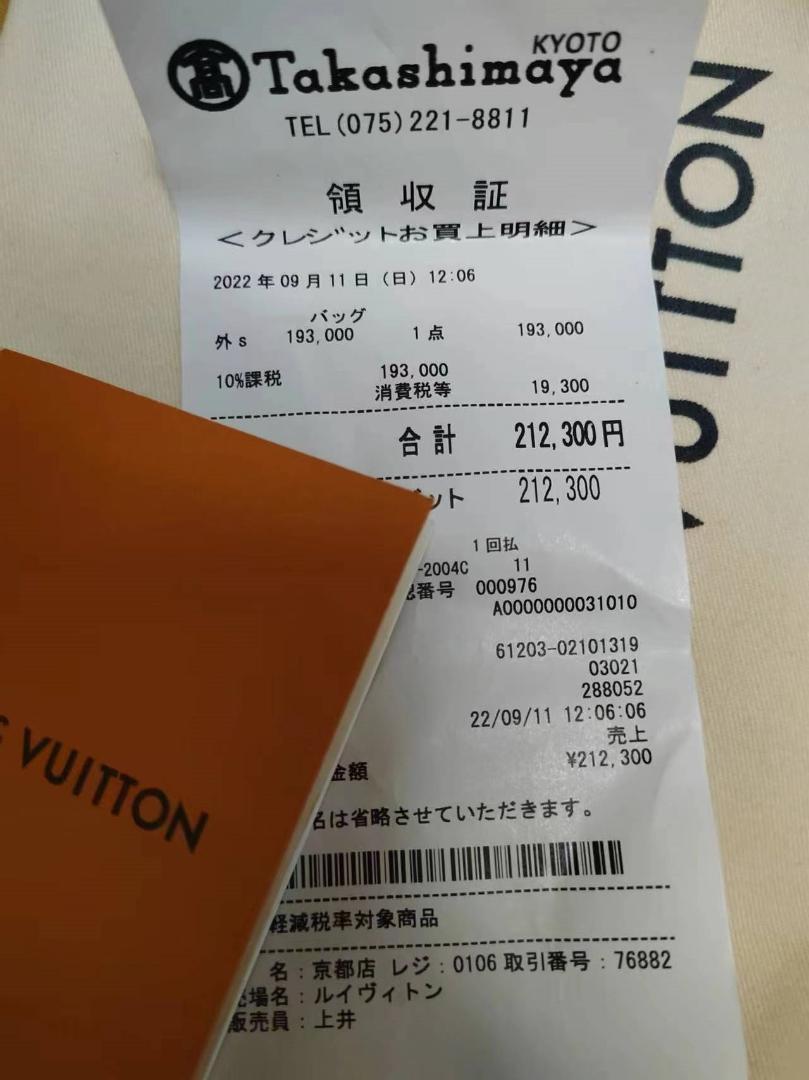 髙 Takashimaya
KYOTO
TEL(075)221-8811
領 収 証
<クレジットお買上明細>
2022年09月11日(日)12:06
バッグ
外s 193,000 1点 193,000
10%課税 193,000
消費税等 19,300
合計 212,300円
ット 212,300
1回払
-2004C 11
番号 000976
A0000000031010
61203-02101319
03021
288052
22/09/11 12:06:06
売上
金額 ¥212,300
名は省略させていただきます。
軽減税率対象商品
名:京都店 レジ:0106 取引番号:76882
売場名:ルイヴィトン
販売員:上井
VUITTON
VUITTON